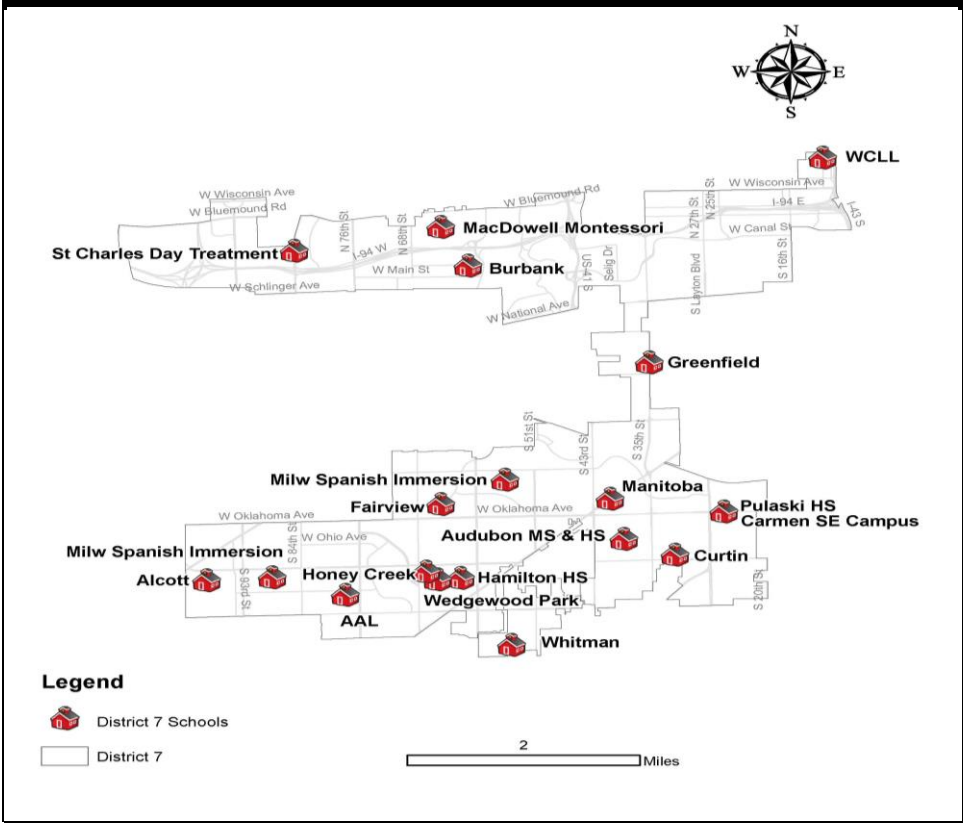 N
W E
S
WCLL
W Wisconsin Ave
W Wisconsin Ave
W Bluemound Rd
W Bluemound Rd
N 76th St
N 68th St
N 27th St
N 25th St
I-94 E
I-43 S
W Canal St
MacDowell Montessori
St Charles Day Treatment
I-94 W
W Main St
Burbank
US-41 S
Selig Dr
S Layton Blvd
S 16th St
W Schlinger Ave
W National Ave
Greenfield
S 51st St
S 43rd St
S 35th St
Milw Spanish Immersion
Manitoba
Fairview
W Oklahoma Ave
W Oklahoma Ave
Pulaski HS
Carmen SE Campus
S 84th St
W Ohio Ave
Audubon MS & HS
Milw Spanish Immersion
Curtin
Alcott
S 93rd St
Honey Creek
Hamilton HS
S 20th St
Wedgewood Park
AAL
Whitman
Legend
District 7 Schools
District 7
2
Miles